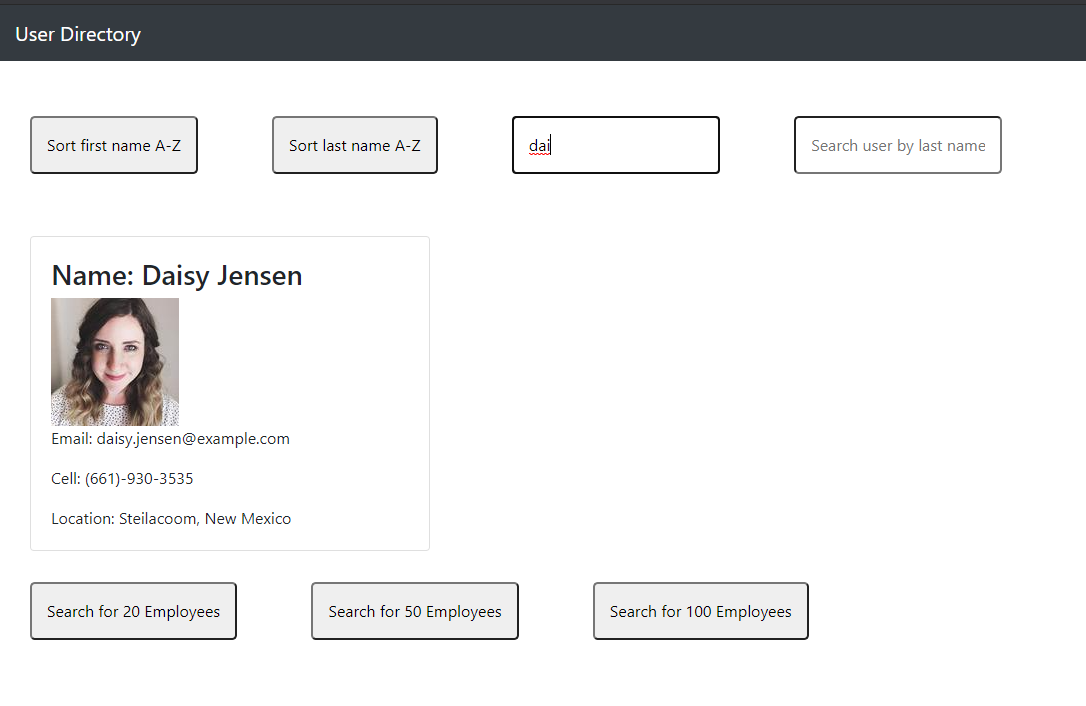 User Directory
Sort first name A-Z
Sort last name A-Z
dai
Search user by last name
Name: Daisy Jensen
Email: daisy.jensen@example.com
Cell: (661)-930-3535
Location: Steilacoom, New Mexico
Search for 20 Employees
Search for 50 Employees
Search for 100 Employees